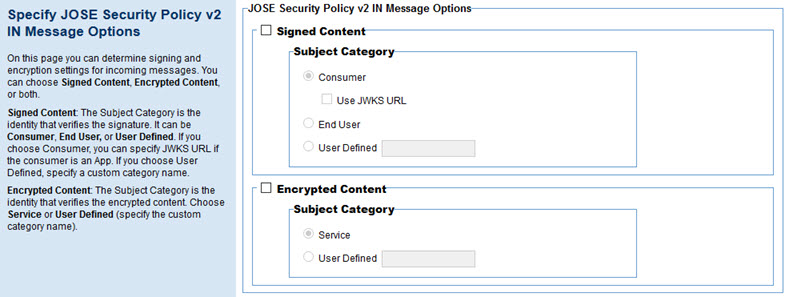 Specify JOSE Security Policy v2
IN Message Options
On this page you can determine signing and
encryption settings for incoming messages. You
can choose Signed Content, Encrypted Content,
or both.
Signed Content: The Subject Category is the
identity that verifies the signature. It can be
Consumer, End User, or User Defined. If you
choose Consumer, you can specify JWKS URL if
the consumer is an App. If you choose User
Defined, specify a custom category name.
Encrypted Content: The Subject Category is the
identity that verifies the encrypted content. Choose
Service or User Defined (specify the custom
category name).
JOSE Security Policy v2 IN Message Options
Signed Content
Subject Category
Consumer
Use JWKS URL
End User
User Defined
Encrypted Content
Subject Category
Service
User Defined